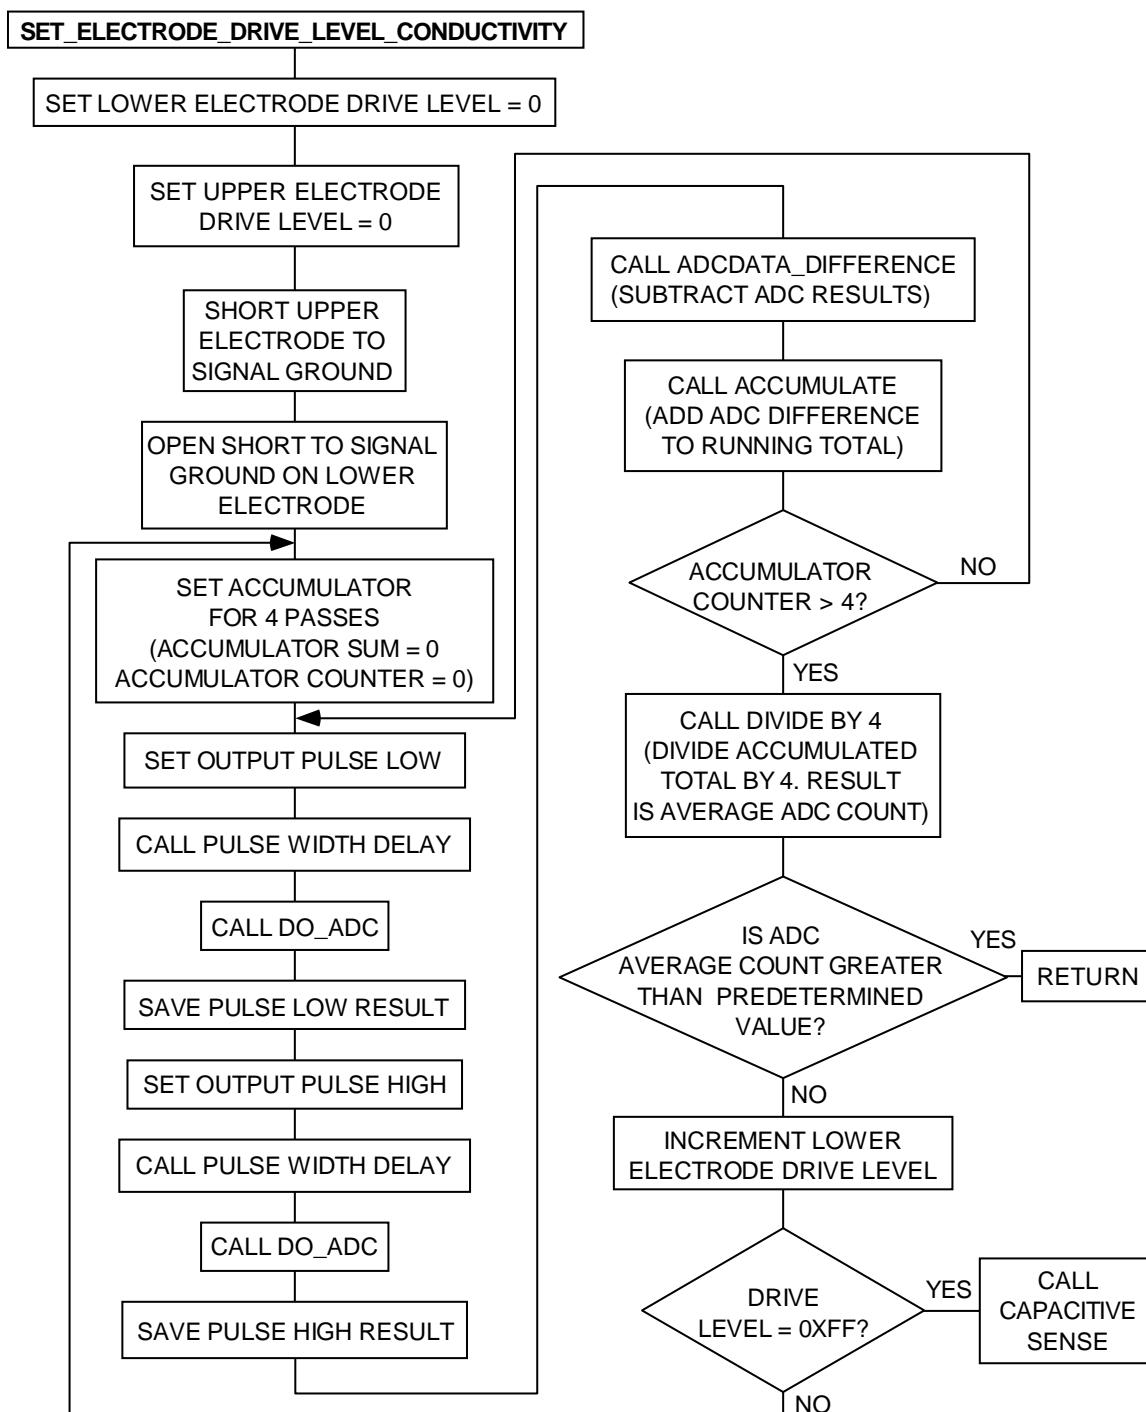 SET_ELECTRODE_DRIVE_LEVEL_CONDUCTIVITY
SET LOWER ELECTRODE DRIVE LEVEL = 0
SET UPPER ELECTRODE
DRIVE LEVEL = 0
SHORT UPPER
ELECTRODE TO
SIGNAL GROUND
OPEN SHORT TO SIGNAL
GROUND ON LOWER
ELECTRODE
SET ACCUMULATOR
FOR 4 PASSES
(ACCUMULATOR SUM = 0
ACCUMULATOR COUNTER = 0)
SET OUTPUT PULSE LOW
CALL PULSE WIDTH DELAY
CALL DO_ADC
SAVE PULSE LOW RESULT
SET OUTPUT PULSE HIGH
CALL PULSE WIDTH DELAY
CALL DO_ADC
SAVE PULSE HIGH RESULT
CALL ADCDATA_DIFFERENCE
(SUBTRACT ADC RESULTS)
CALL ACCUMULATE
(ADD ADC DIFFERENCE
TO RUNNING TOTAL)
ACCUMULATOR
COUNTER > 4?
NO
YES
CALL DIVIDE BY 4
(DIVIDE ACCUMULATED
TOTAL BY 4. RESULT
IS AVERAGE ADC COUNT)
IS ADC
AVERAGE COUNT GREATER
THAN PREDETERMINED
VALUE?
YES
RETURN
NO
INCREMENT LOWER
ELECTRODE DRIVE LEVEL
DRIVE
LEVEL = 0XFF?
YES
CALL
CAPACITIVE
SENSE
NO